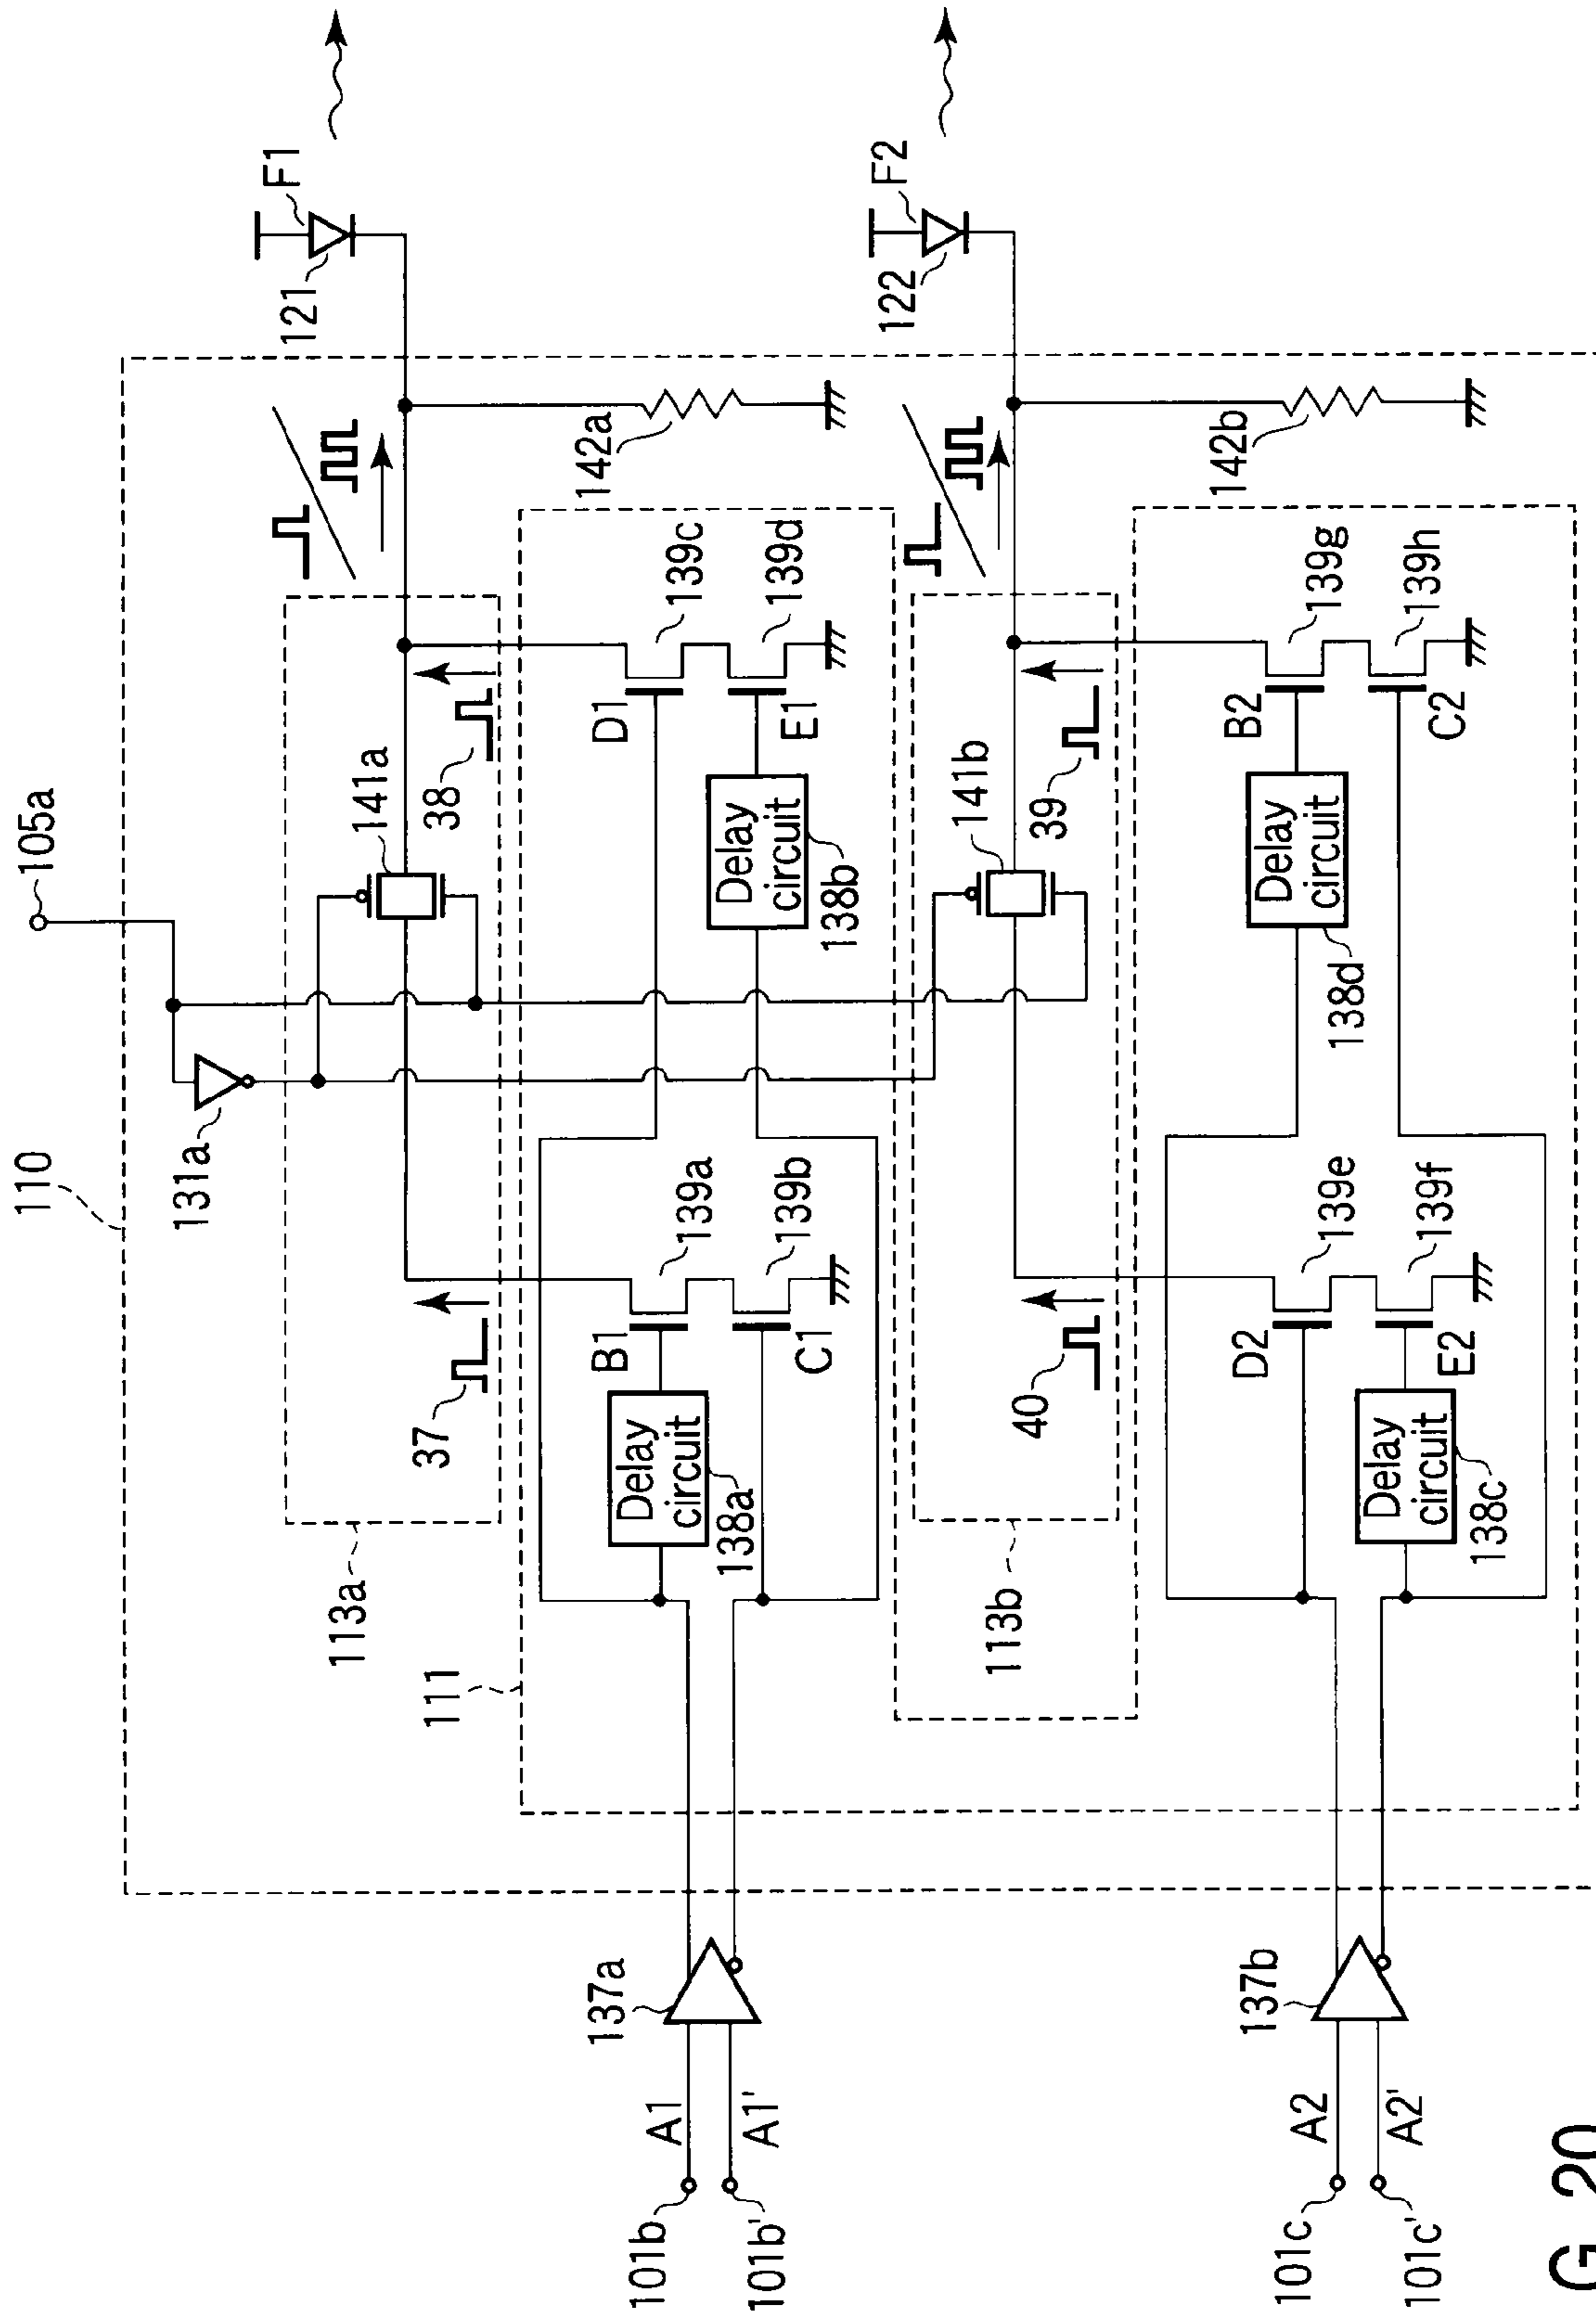 110
105a
131a
113a
37
141a
38
F1
121
111
B1
139a
Delay
circuit
138a
C1
139b
D1
139c
Delay
circuit
138b
E1
139d
142a
137a
A1
A1'
101b
101b'
113b
40
141b
39
F2
122
D2
139e
Delay
circuit
138c
E2
139f
Delay
circuit
138d
B2
139g
C2
139h
142b
137b
A2
A2'
101c
101c'
G 20